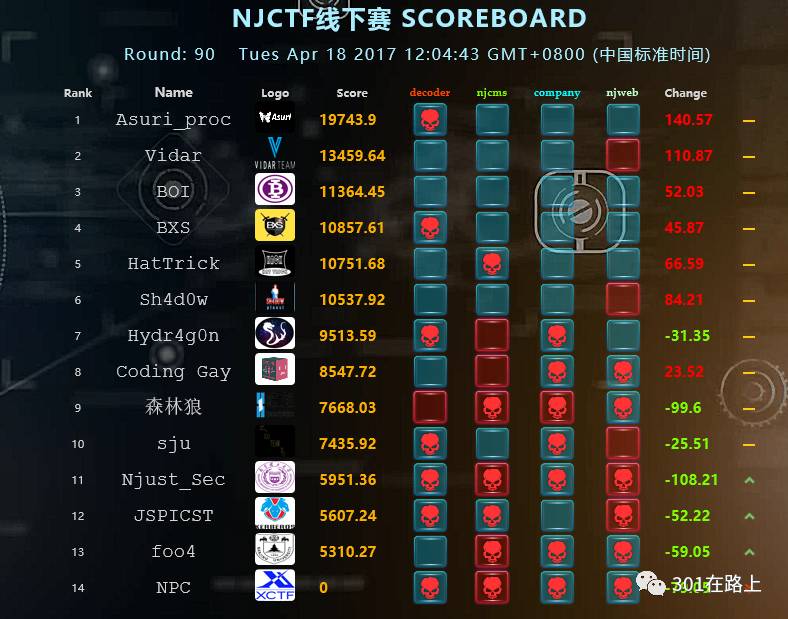 NJCTF线下赛 SCOREBOARD
Round: 90 Tues Apr 18 2017 12:04:43 GMT+0800 (中国标准时间)
Rank Name Logo Score decoder njcms company njweb Change
1 Asuri_proc Asuri 19743.9 140.57
2 Vidar VIDAR TEAM 13459.64 110.87
3 BOI B 11364.45 52.03
4 BXS BXS 10857.61 45.87
5 HatTrick 10751.68 66.59
6 Sh4d0w 10537.92 84.21
7 Hydr4g0n 9513.59 -31.35
8 Coding Gay 8547.72 23.52
9 森林狼 7668.03 -99.6
10 sju 7435.92 -25.51
11 Njust_Sec 5951.36 -108.21
12 JSPICST KERBEROS 5607.24 -52.22
13 foo4 5310.27 -59.05
14 NPC XCTF 0
301在路上